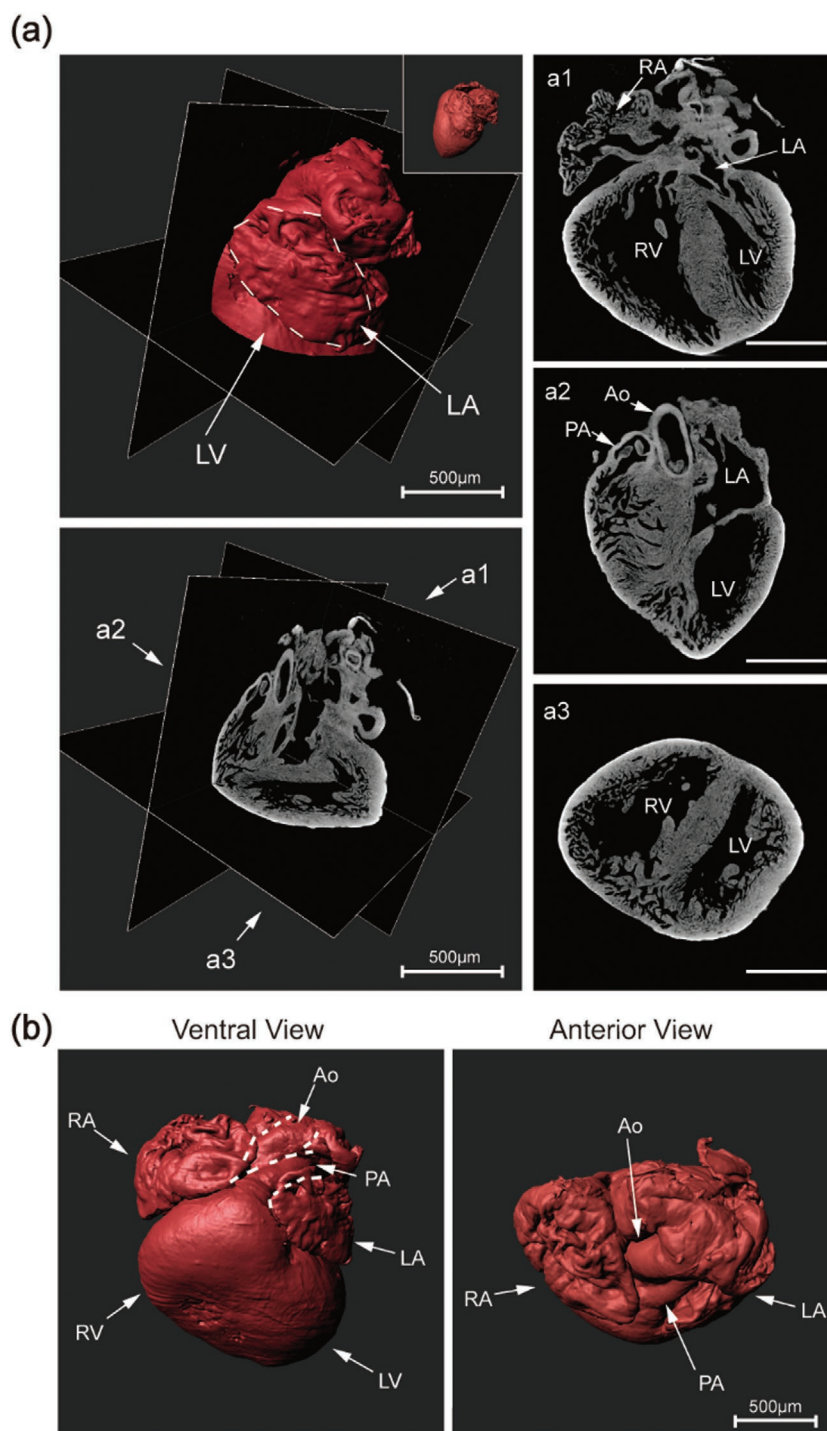 (a)
LV
LA
500µm
a1
RA
LA
RV
LV
a2
Ao
PA
LA
LV
a1
a2
a3
500µm
a3
RV
LV
(b)
Ventral View
Anterior View
Ao
RA
PA
LA
RV
LV
Ao
RA
LA
PA
500µm